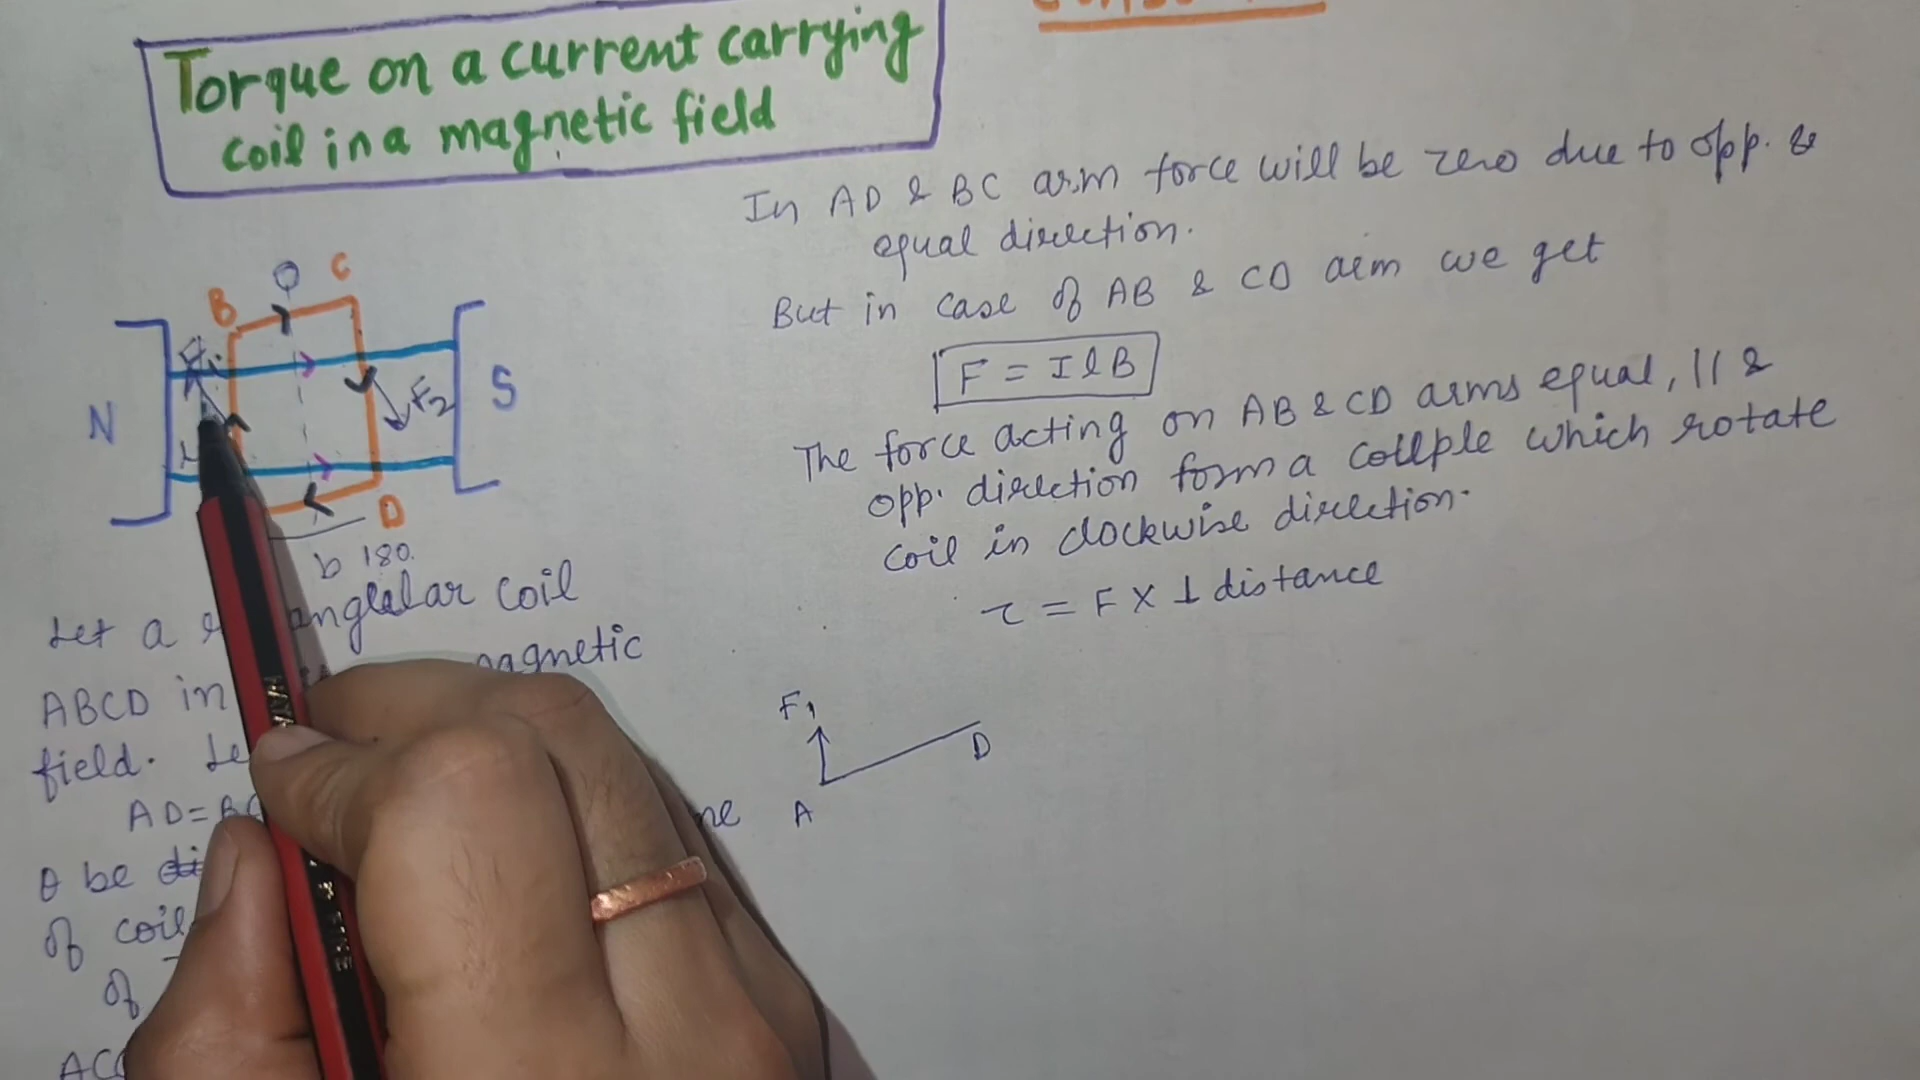 Torque on a current carrying
coil in a magnetic field
In AD & BC arm force will be zero due to opp. &
equal direction.
But in case of AB & CD arm we get
F = IlB
The force acting on AB & CD arms equal, || &
opp. direction form a couple which rotate
coil in clockwise direction.
τ = F × ⊥ distance
F1
D
A
C
B
F2
N
S
D
b 180.
Let a coil
ABCD in magnetic
field.
AD=
θ be
of coil
of